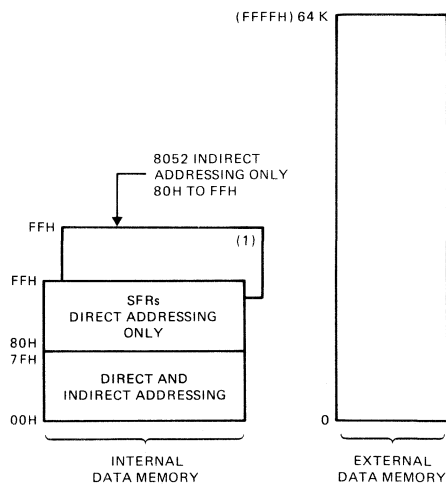 (FFFFH) 64 K
8052 INDIRECT
ADDRESSING ONLY
80H TO FFH
FFH
(1)
FFH
SFRs
DIRECT ADDRESSING
ONLY
80H
7FH
DIRECT AND
INDIRECT ADDRESSING
00H
0
INTERNAL
DATA MEMORY
EXTERNAL
DATA MEMORY